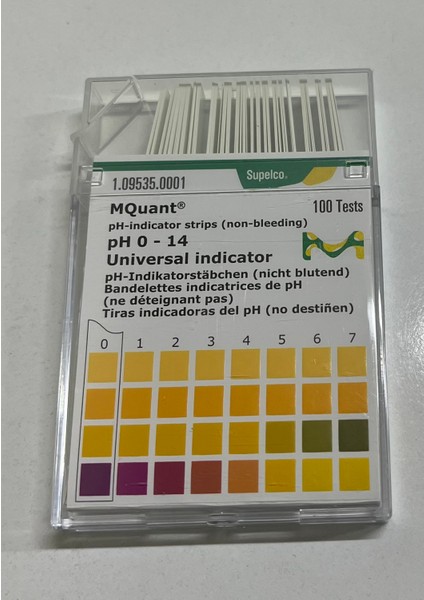 1.09535.0001
Supelco®
MQuant® 100 Tests
pH-indicator strips (non-bleeding)
pH 0 - 14
Universal indicator
pH-Indikatorstäbchen (nicht blutend)
Bandelettes indicatrices de pH
(ne déteignant pas)
Tiras indicadoras del pH (no destiñen)
0 1 2 3 4 5 6 7